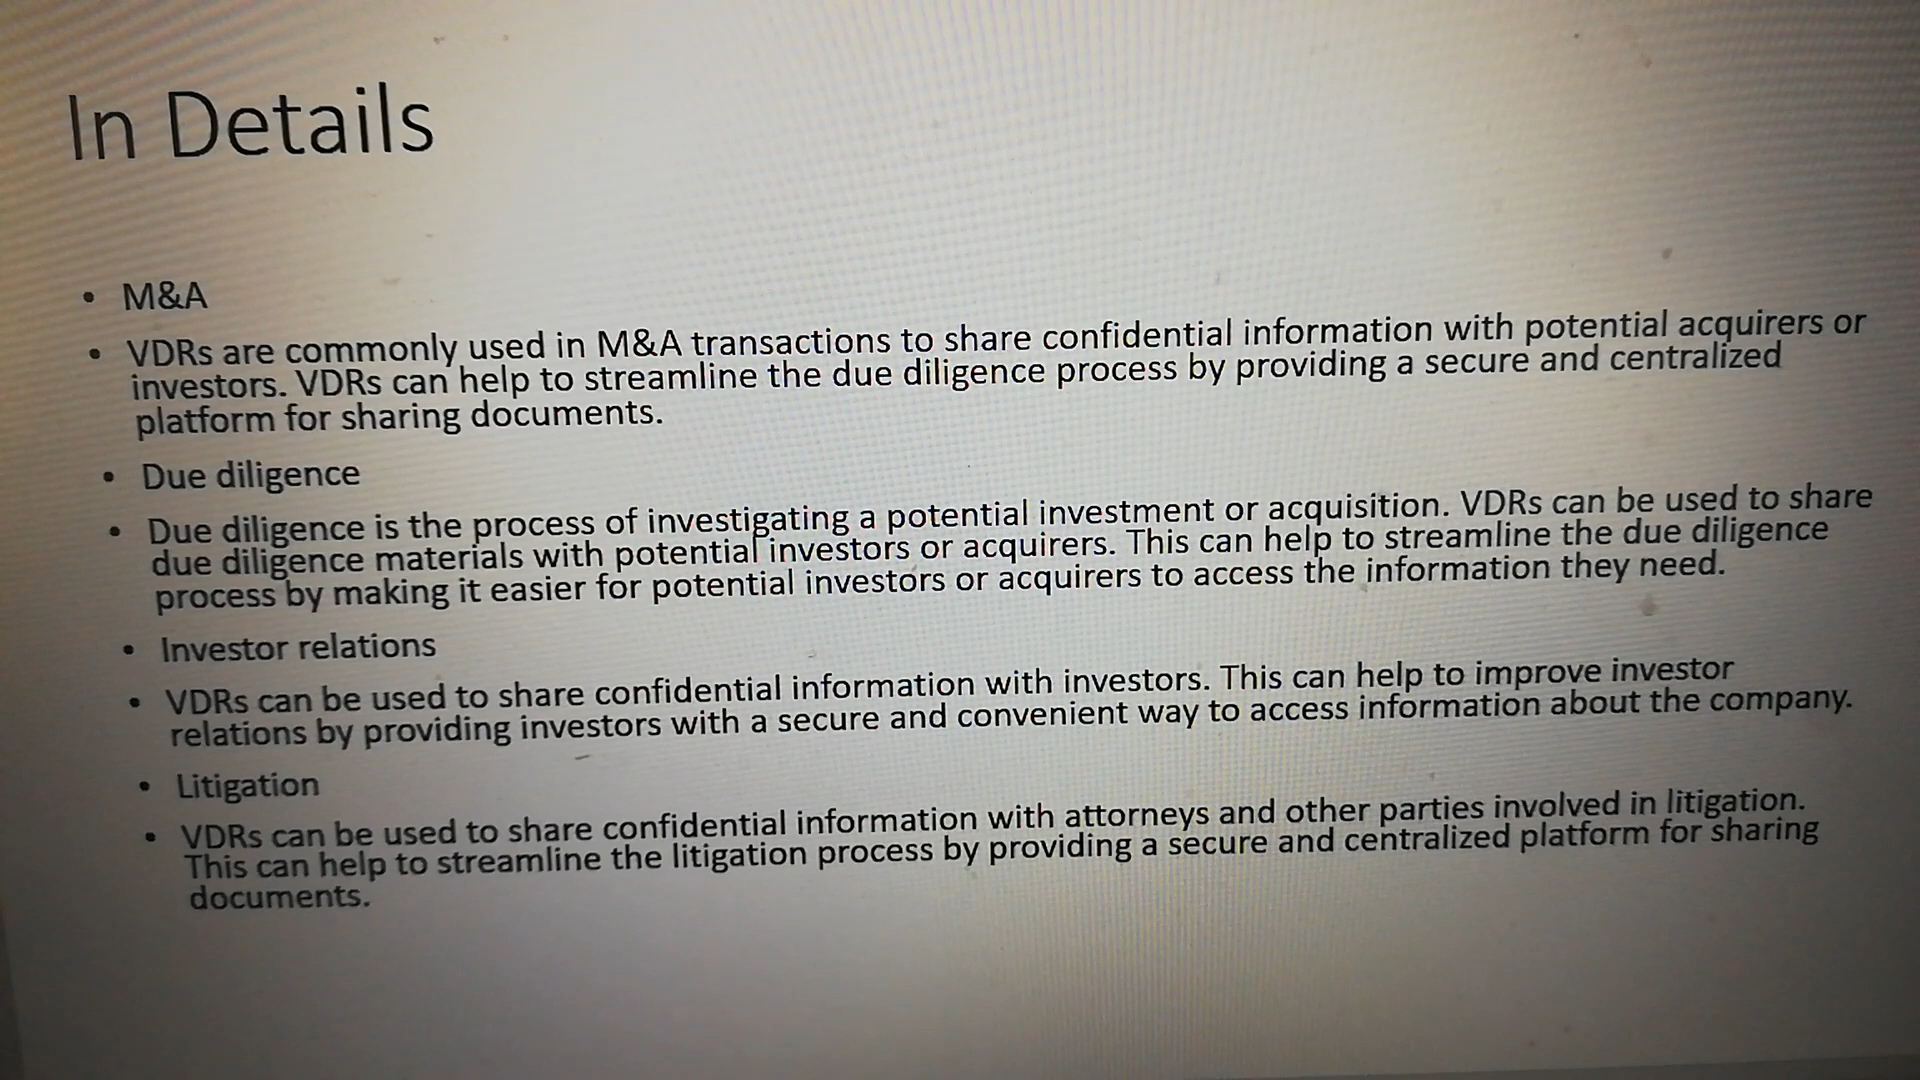 In Details
• M&A
• VDRs are commonly used in M&A transactions to share confidential information with potential acquirers or
investors. VDRs can help to streamline the due diligence process by providing a secure and centralized
platform for sharing documents.
• Due diligence
• Due diligence is the process of investigating a potential investment or acquisition. VDRs can be used to share
due diligence materials with potential investors or acquirers. This can help to streamline the due diligence
process by making it easier for potential investors or acquirers to access the information they need.
• Investor relations
• VDRs can be used to share confidential information with investors. This can help to improve investor
relations by providing investors with a secure and convenient way to access information about the company.
• Litigation
• VDRs can be used to share confidential information with attorneys and other parties involved in litigation.
This can help to streamline the litigation process by providing a secure and centralized platform for sharing
documents.